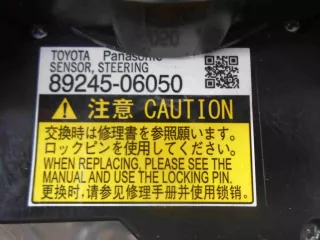 TOYOTA Panasonic
SENSOR, STEERING
89245-06050
注意 CAUTION
交換時は修理書を参照願います。
ロックピンを使用してください。
WHEN REPLACING, PLEASE SEE THE
MANUAL AND USE THE LOCKING PIN.
更换时,请参见修理手册并使用锁销。